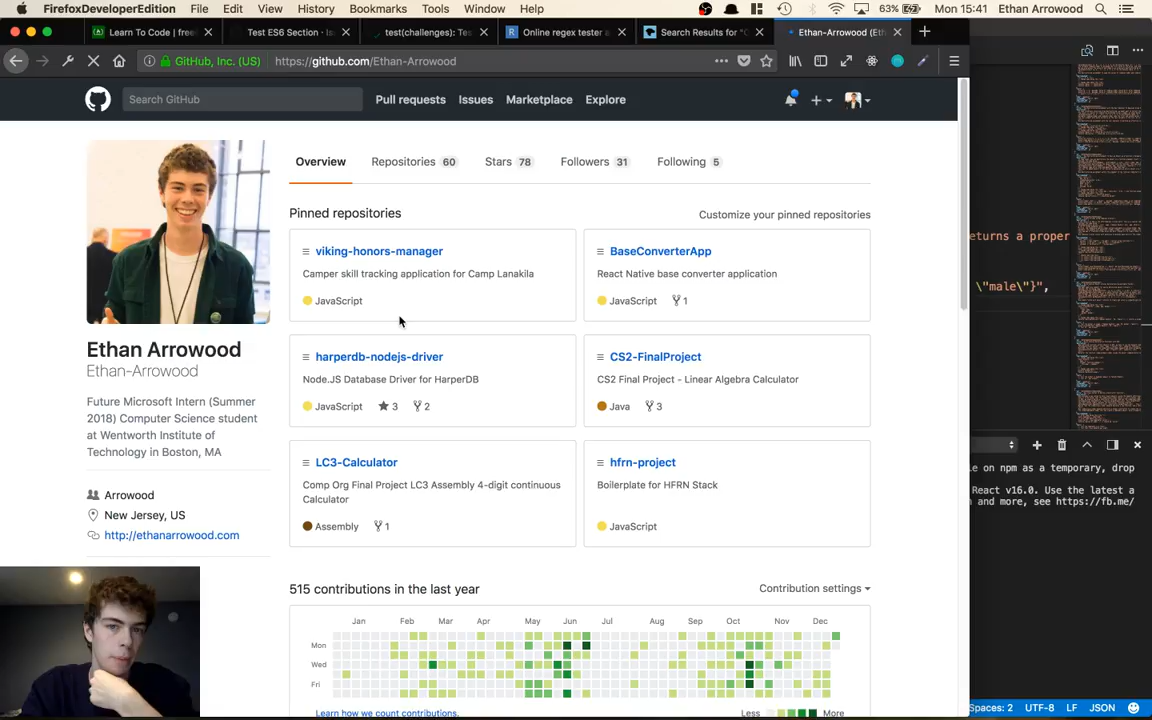 FirefoxDeveloperEdition File Edit View History Bookmarks Tools Window Help 63% Mon 15:41 Ethan Arrowood
Learn To Code | free Test ES6 Section · Is test(challenges): Tes Online regex tester a Search Results for "C Ethan-Arrowood (Eth
GitHub, Inc. (US) https://github.com/Ethan-Arrowood
Search GitHub Pull requests Issues Marketplace Explore
Overview Repositories 60 Stars 78 Followers 31 Following 5
Pinned repositories Customize your pinned repositories
viking-honors-manager
Camper skill tracking application for Camp Lanakila
JavaScript
BaseConverterApp
React Native base converter application
JavaScript 1
harperdb-nodejs-driver
Node.JS Database Driver for HarperDB
JavaScript 3 2
CS2-FinalProject
CS2 Final Project - Linear Algebra Calculator
Java 3
LC3-Calculator
Comp Org Final Project LC3 Assembly 4-digit continuous
Calculator
Assembly 1
hfrn-project
Boilerplate for HFRN Stack
JavaScript
Ethan Arrowood
Ethan-Arrowood
Future Microsoft Intern (Summer
2018) Computer Science student
at Wentworth Institute of
Technology in Boston, MA
Arrowood
New Jersey, US
http://ethanarrowood.com
515 contributions in the last year Contribution settings
Jan Feb Mar Apr May Jun Jul Aug Sep Oct Nov Dec
Mon
Wed
Fri
Learn how we count contributions. Less More
eturns a proper
\"male\"}",
le on npm as a temporary, drop
React v16.0. Use the latest a
n and more, see https://fb.me/
Spaces: 2 UTF-8 LF JSON